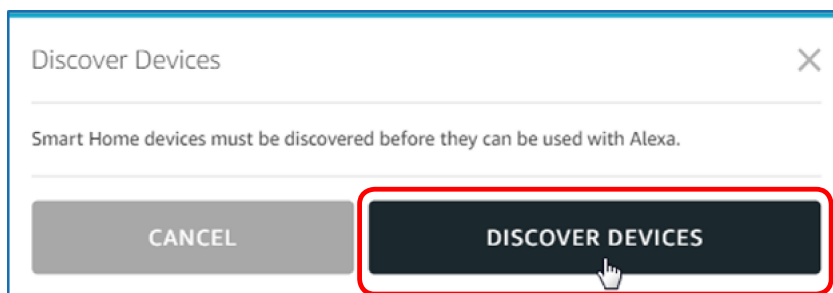 Discover Devices
Smart Home devices must be discovered before they can be used with Alexa.
CANCEL
DISCOVER DEVICES